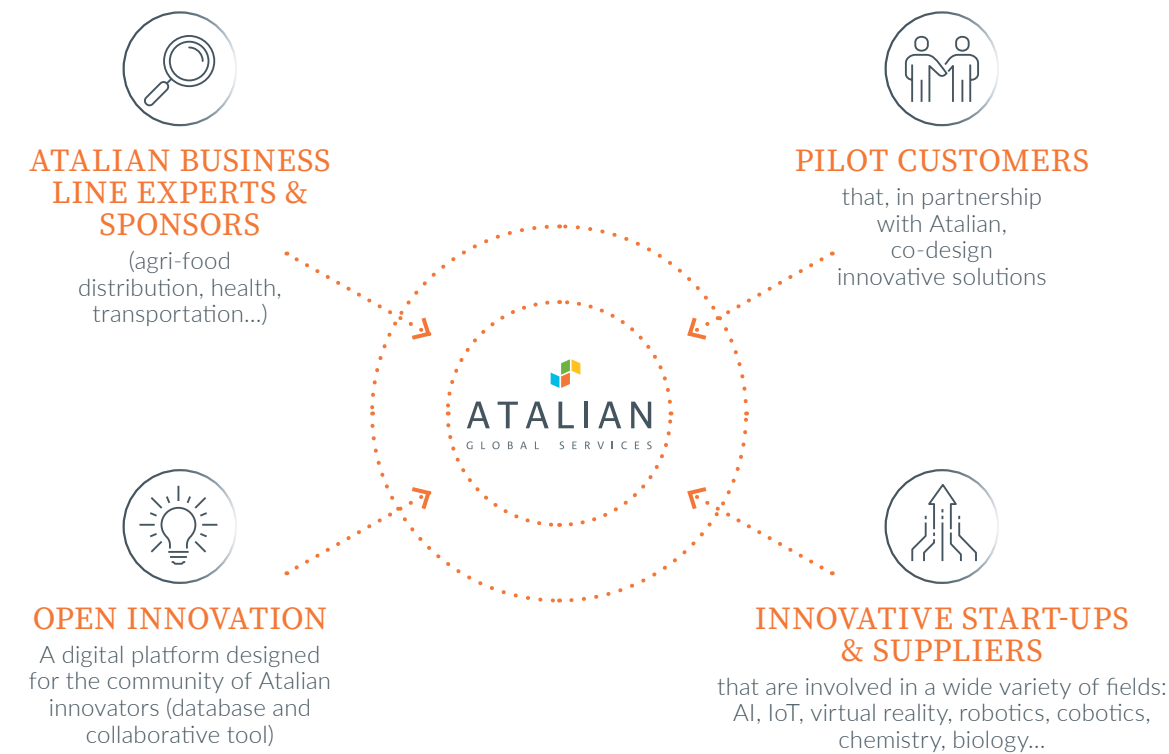 ATALIAN BUSINESS
LINE EXPERTS &
SPONSORS
(agri-food
distribution, health,
transportation...)
PILOT CUSTOMERS
that, in partnership
with Atalian,
co-design
innovative solutions
ATALIAN
GLOBAL SERVICES
OPEN INNOVATION
A digital platform designed
for the community of Atalian
innovators (database and
collaborative tool)
INNOVATIVE START-UPS
& SUPPLIERS
that are involved in a wide variety of fields:
AI, IoT, virtual reality, robotics, cobotics,
chemistry, biology...